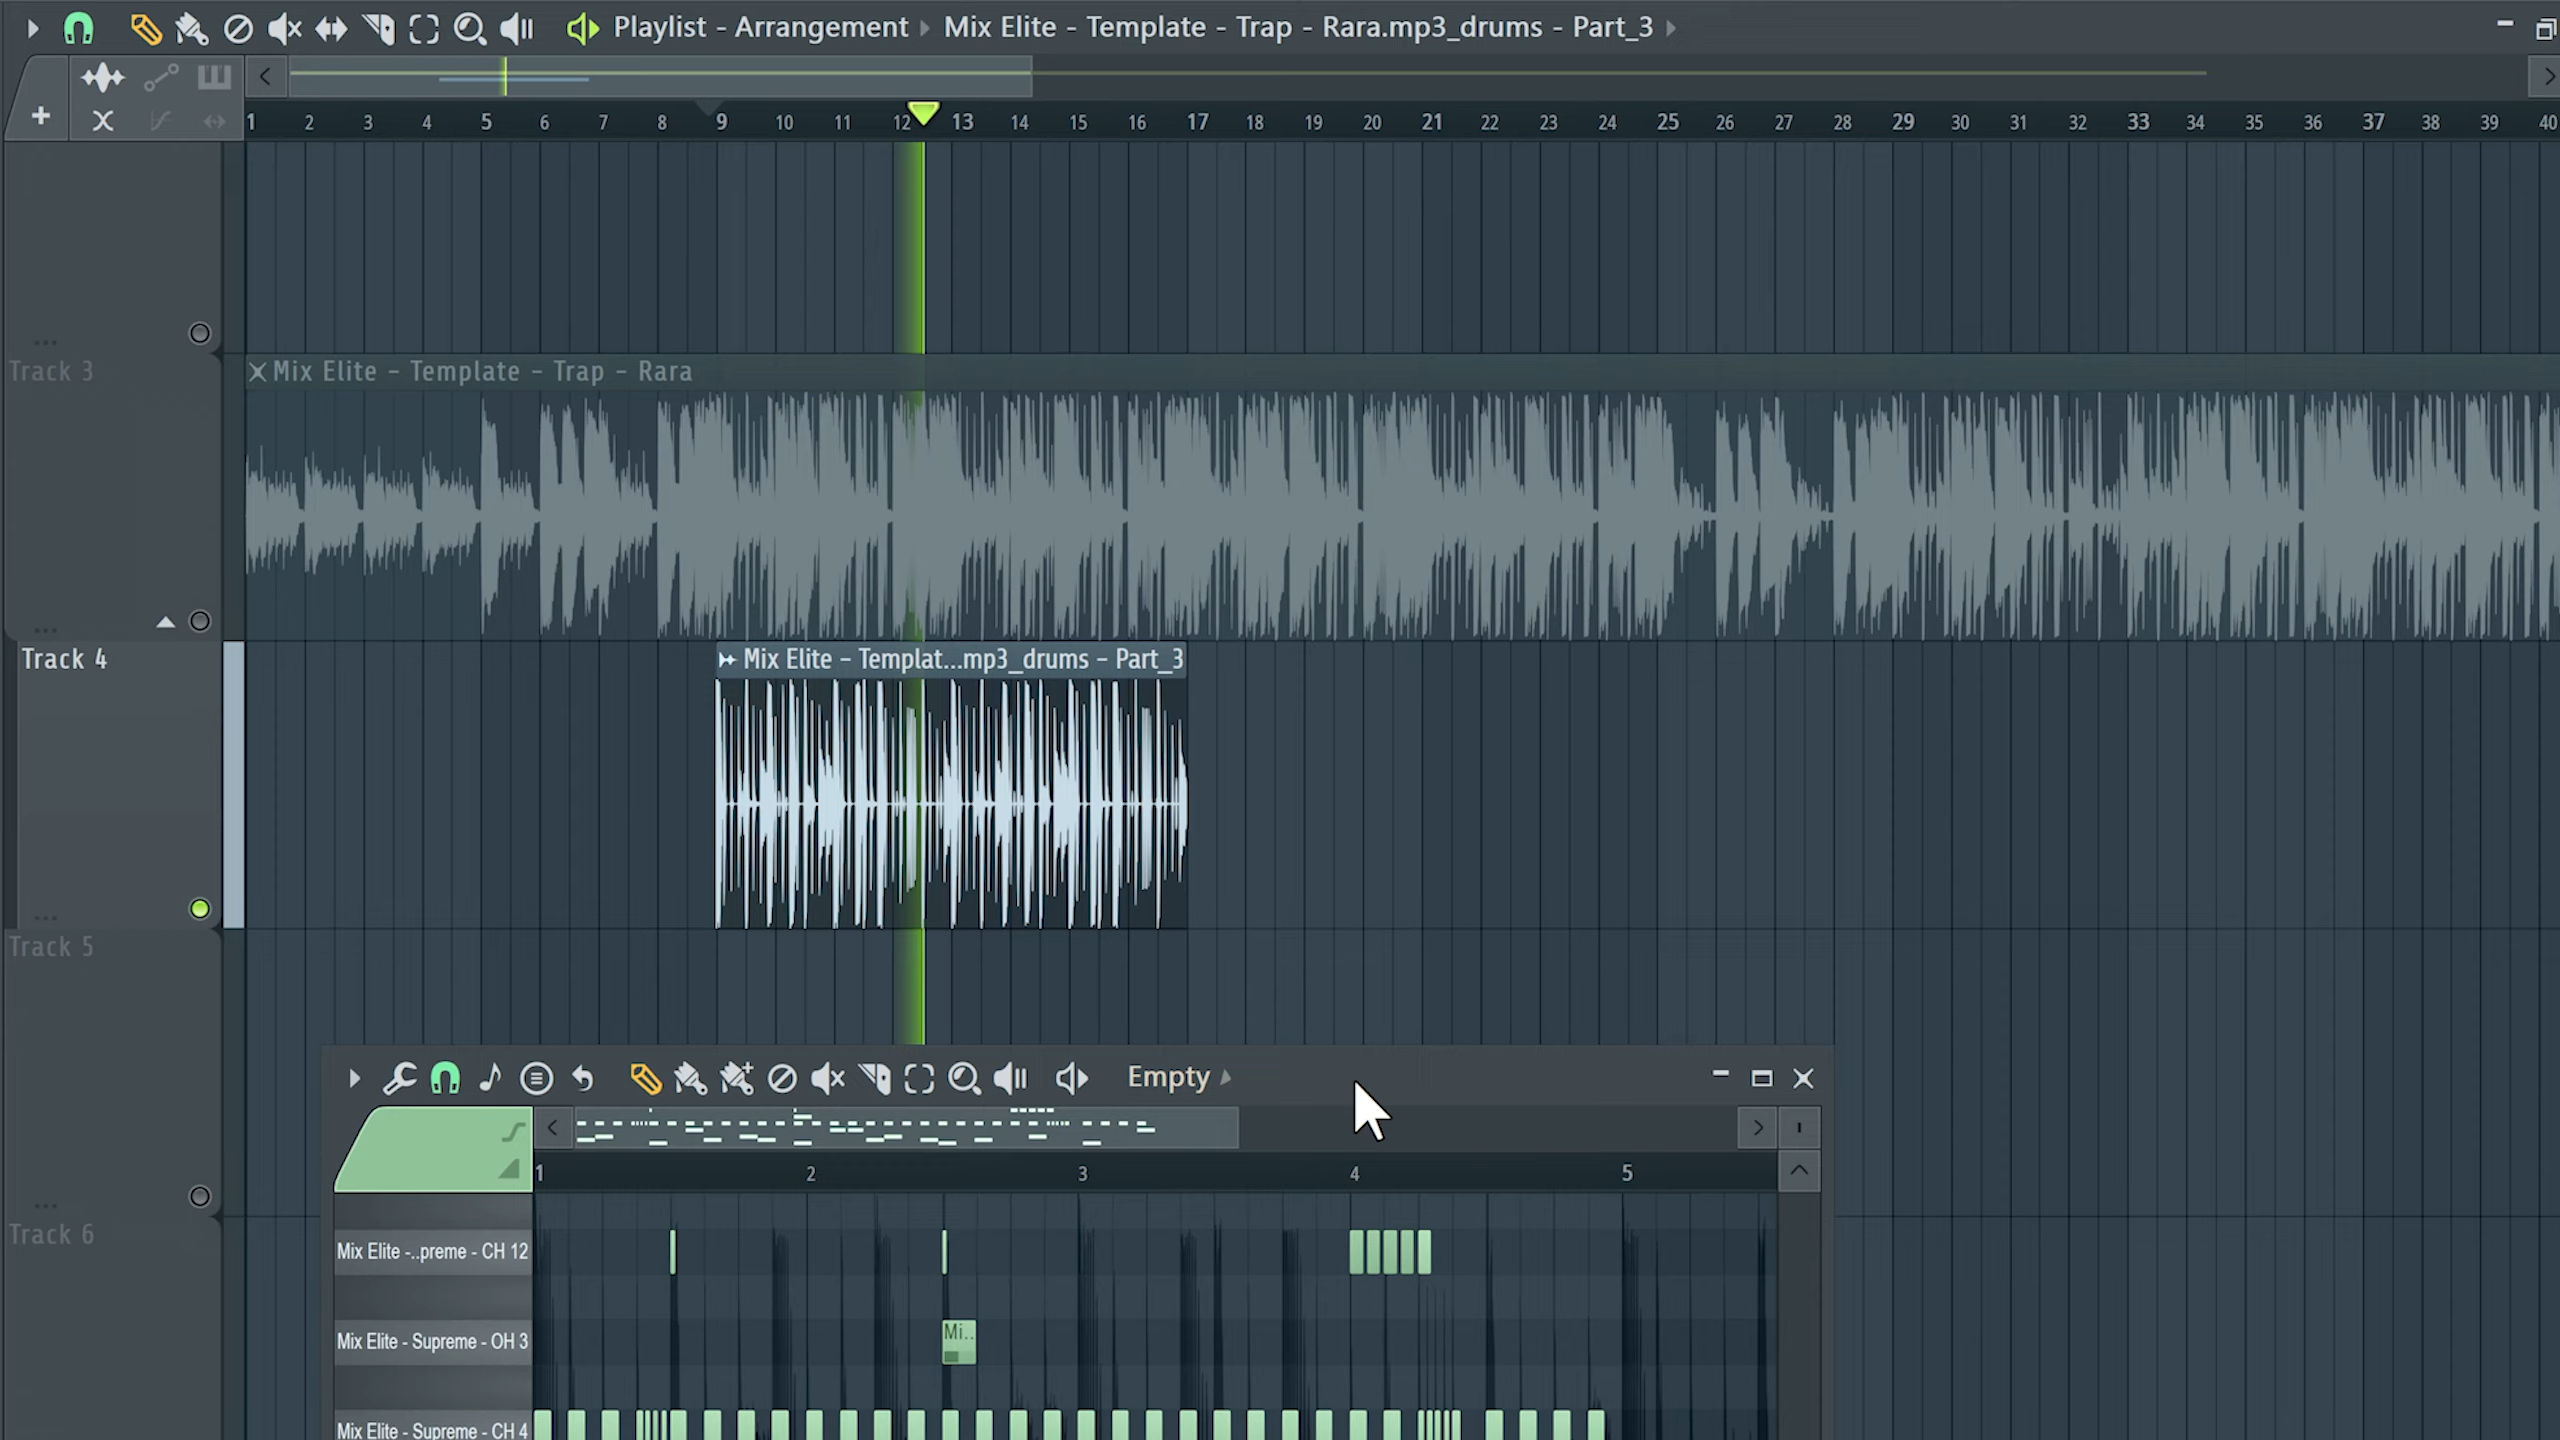 Playlist - Arrangement Mix Elite - Template - Trap - Rara.mp3_drums - Part_3
1 2 3 4 5 6 7 8 9 10 11 12 13 14 15 16 17 18 19 20 21 22 23 24 25 26 27 28 29 30 31 32 33 34 35 36 37 38 39 40
Track 3
Mix Elite - Template - Trap - Rara
Track 4
Mix Elite - Templat...mp3_drums - Part_3
Track 5
Empty
1 2 3 4 5
Track 6
Mix Elite -..preme - CH 12
Mix Elite - Supreme - OH 3
Mi..
Mix Elite - Supreme - CH 4